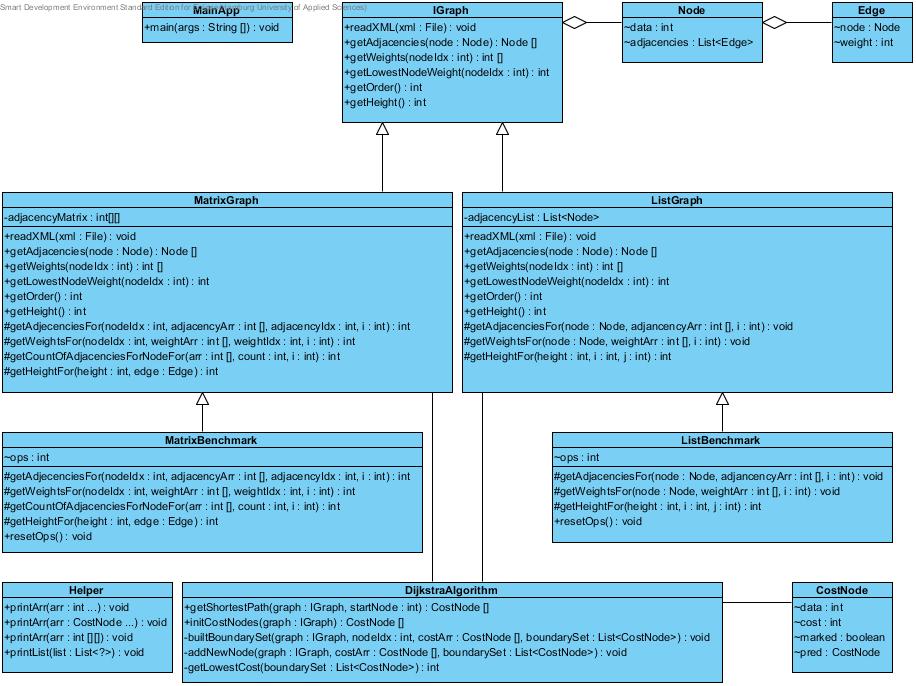 Smart Development Environment Standard Edition for burg University of Applied Sciences)
MainApp
+main(args : String []) : void
IGraph
+readXML(xml : File) : void
+getAdjacencies(node : Node) : Node []
+getWeights(nodeIdx : int) : int []
+getLowestNodeWeight(nodeIdx : int) : int
+getOrder() : int
+getHeight() : int
Node
~data : int
~adjacencies : List<Edge>
Edge
~node : Node
~weight : int
MatrixGraph
-adjacencyMatrix : int[][]
+readXML(xml : File) : void
+getAdjacencies(node : Node) : Node []
+getWeights(nodeIdx : int) : int []
+getLowestNodeWeight(nodeIdx : int) : int
+getOrder() : int
+getHeight() : int
#getAdjeciencesFor(nodeIdx : int, adjacencyArr : int [], adjacencyIdx : int, i : int) : int
#getWeightsFor(nodeIdx : int, weightArr : int [], weightIdx : int, i : int) : int
#getCountOfAdjacenciesForNodeFor(arr : int [], count : int, i : int) : int
#getHeightFor(height : int, edge : Edge) : int
ListGraph
-adjacencyList : List<Node>
+readXML(xml : File) : void
+getAdjacencies(node : Node) : Node []
+getWeights(nodeIdx : int) : int []
+getLowestNodeWeight(nodeIdx : int) : int
+getOrder() : int
+getHeight() : int
#getAdjacenciesFor(node : Node, adjancencyArr : int [], i : int) : void
#getWeightsFor(node : Node, weightArr : int [], i : int) : void
#getHeightFor(height : int, i : int, j : int) : int
MatrixBenchmark
~ops : int
#getAdjeciencesFor(nodeIdx : int, adjacencyArr : int [], adjacencyIdx : int, i : int) : int
#getWeightsFor(nodeIdx : int, weightArr : int [], weightIdx : int, i : int) : int
#getCountOfAdjacenciesForNodeFor(arr : int [], count : int, i : int) : int
#getHeightFor(height : int, edge : Edge) : int
+resetOps() : void
ListBenchmark
~ops : int
#getAdjacenciesFor(node : Node, adjancencyArr : int [], i : int) : void
#getWeightsFor(node : Node, weightArr : int [], i : int) : void
#getHeightFor(height : int, i : int, j : int) : int
+resetOps() : void
Helper
+printArr(arr : int ...) : void
+printArr(arr : CostNode ...) : void
+printArr(arr : int [][]) : void
+printList(list : List<?>) : void
DijkstraAlgorithm
+getShortestPath(graph : IGraph, startNode : int) : CostNode []
+initCostNodes(graph : IGraph) : CostNode []
-builtBoundarySet(graph : IGraph, nodeIdx : int, costArr : CostNode [], boundarySet : List<CostNode>) : void
-addNewNode(graph : IGraph, costArr : CostNode [], boundarySet : List<CostNode>) : void
-getLowestCost(boundarySet : List<CostNode>) : int
CostNode
~data : int
~cost : int
~marked : boolean
~pred : CostNode